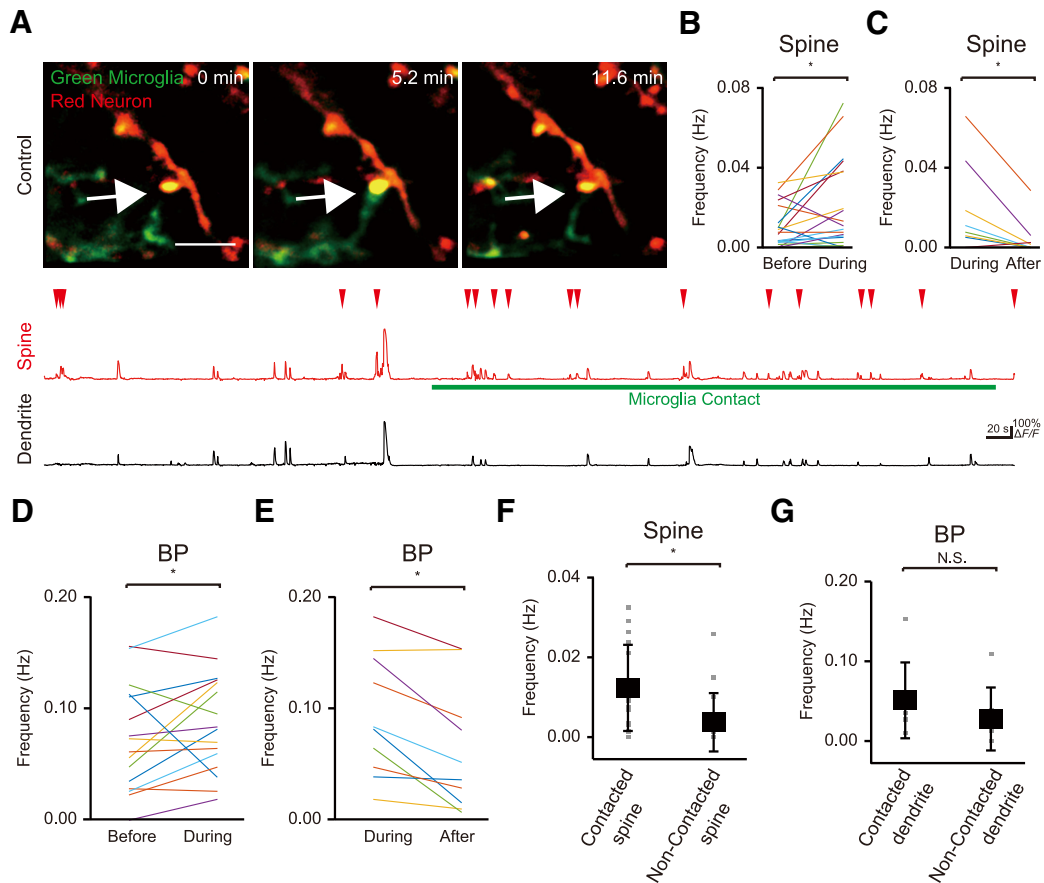 A
Control
Green Microglia
Red Neuron
0 min
5.2 min
11.6 min
B
Spine
*
Frequency (Hz)
0.08
0.04
0.00
Before During
C
Spine
*
Frequency (Hz)
0.08
0.04
0.00
During After
Spine
Microglia Contact
Dendrite
20 s
100%
ΔF/F
D
BP
*
Frequency (Hz)
0.20
0.10
0.00
Before During
E
BP
*
Frequency (Hz)
0.20
0.10
0.00
During After
F
Spine
*
Frequency (Hz)
0.04
0.02
0.00
Contacted
spine
Non-Contacted
spine
G
BP
N.S.
Frequency (Hz)
0.20
0.10
0.00
Contacted
dendrite
Non-Contacted
dendrite